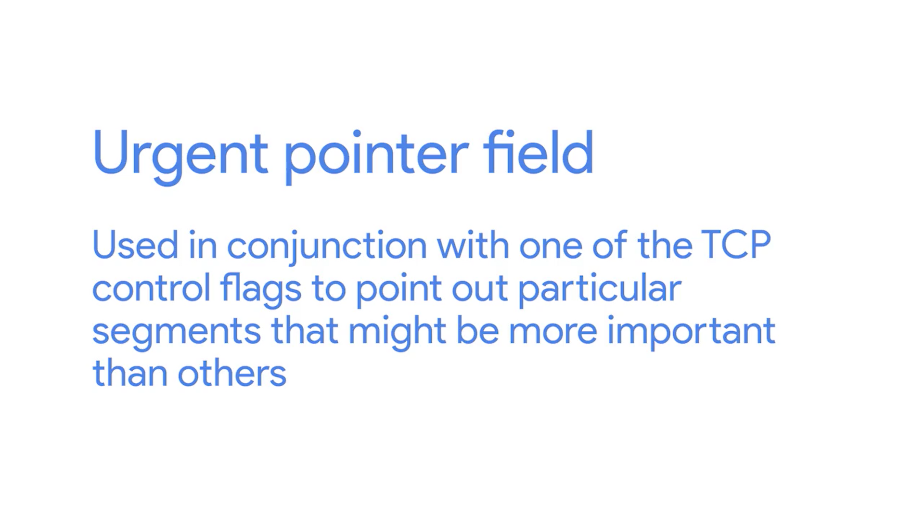 Urgent pointer field
Used in conjunction with one of the TCP
control flags to point out particular
segments that might be more important
than others